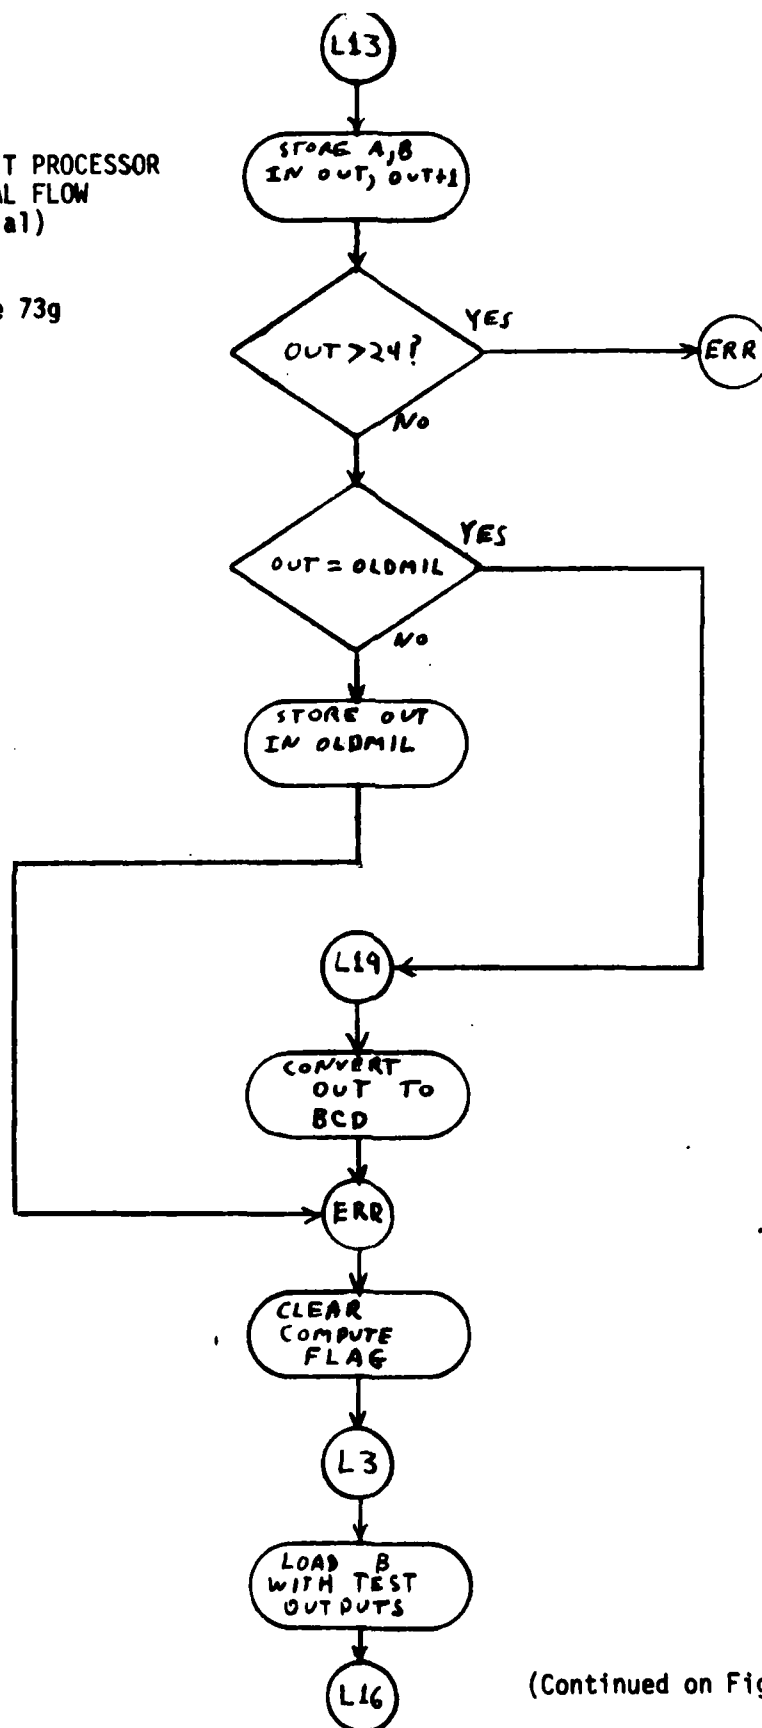 L13
STORE A,B
IN OUT, OUT+1
T PROCESSOR
AL FLOW
al)
73g
OUT > 24?
YES
ERR
NO
OUT = OLDMIL
YES
NO
STORE OUT
IN OLDMIL
L19
CONVERT
OUT TO
BCD
ERR
CLEAR
COMPUTE
FLAG
L3
LOAD B
WITH TEST
OUTPUTS
L16
(Continued on Fig